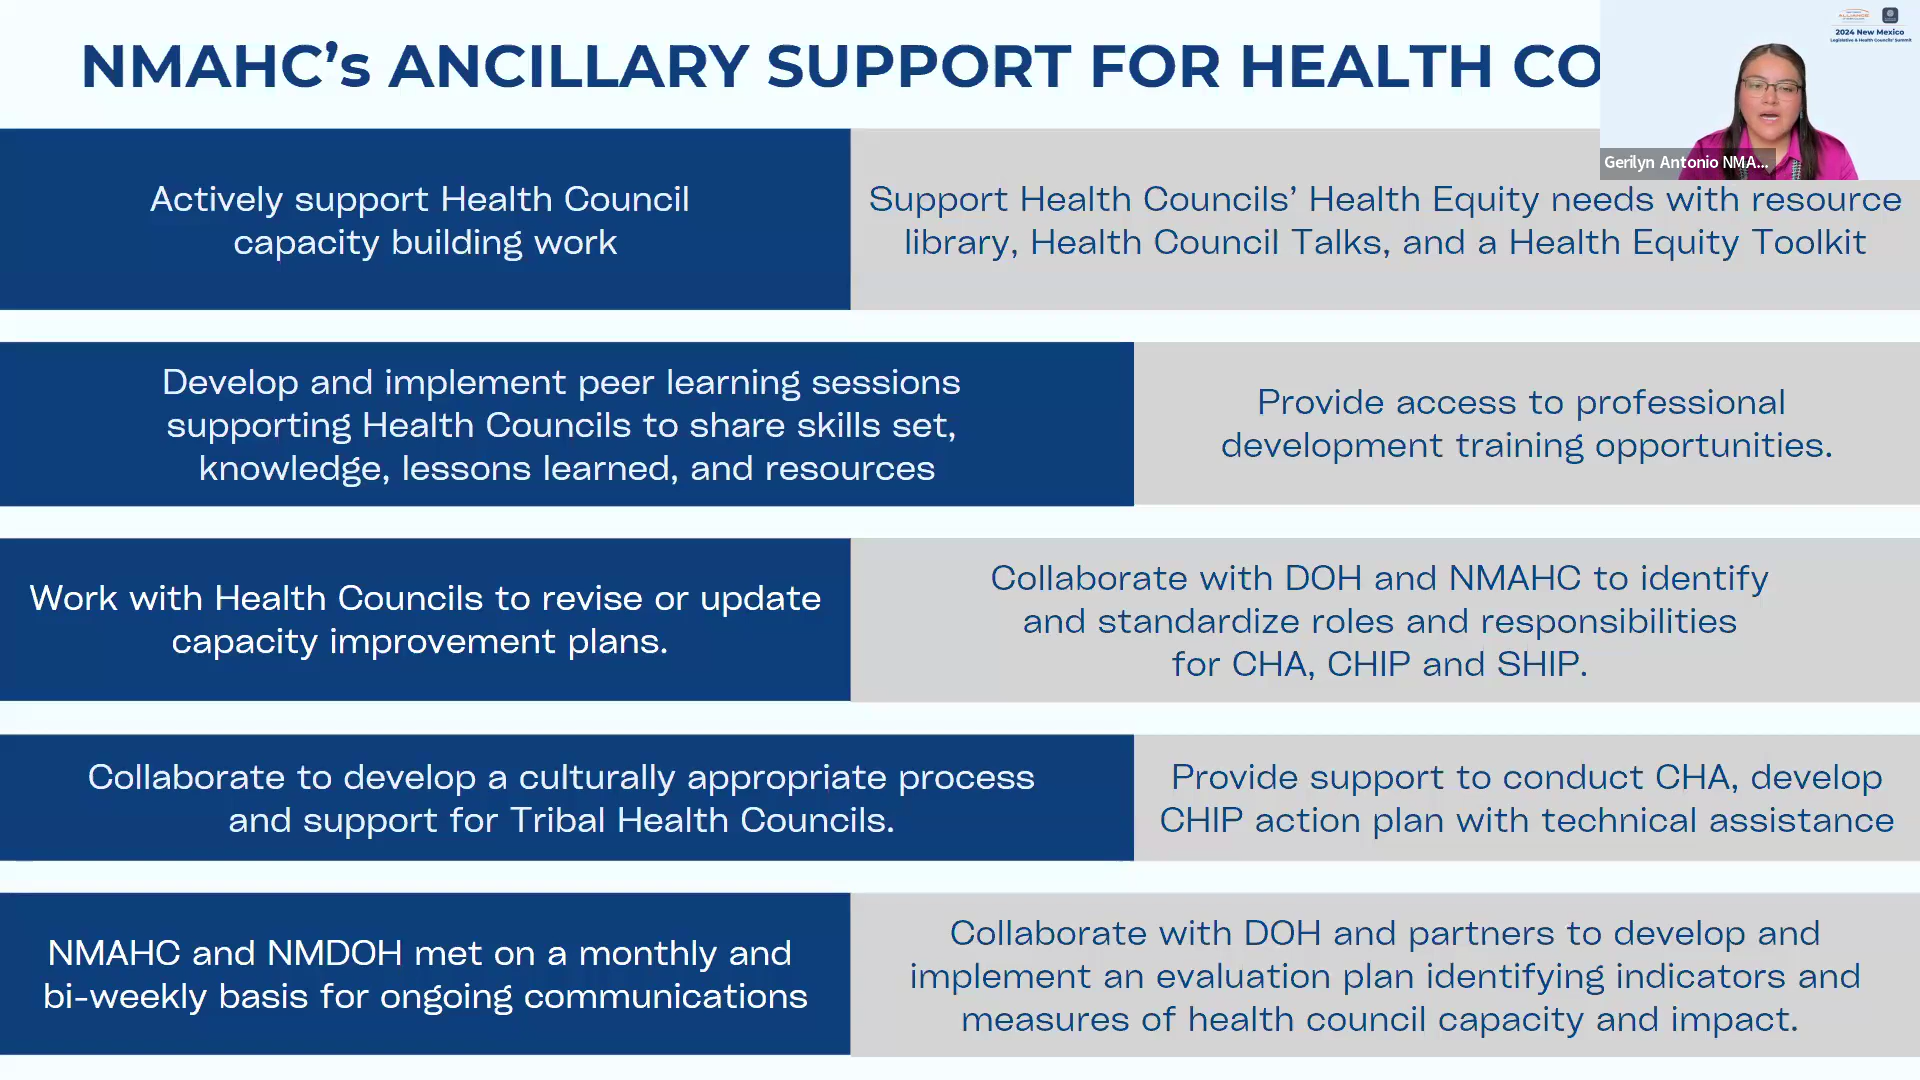 NMAHC's ANCILLARY SUPPORT FOR HEALTH CO
ALLIANCE
2024 New Mexico
Legislative & Health Councils' Summit
Gerilyn Antonio NMA...
Actively support Health Council
capacity building work
Support Health Councils' Health Equity needs with resource
library, Health Council Talks, and a Health Equity Toolkit
Develop and implement peer learning sessions
supporting Health Councils to share skills set,
knowledge, lessons learned, and resources
Provide access to professional
development training opportunities.
Work with Health Councils to revise or update
capacity improvement plans.
Collaborate with DOH and NMAHC to identify
and standardize roles and responsibilities
for CHA, CHIP and SHIP.
Collaborate to develop a culturally appropriate process
and support for Tribal Health Councils.
Provide support to conduct CHA, develop
CHIP action plan with technical assistance
NMAHC and NMDOH met on a monthly and
bi-weekly basis for ongoing communications
Collaborate with DOH and partners to develop and
implement an evaluation plan identifying indicators and
measures of health council capacity and impact.